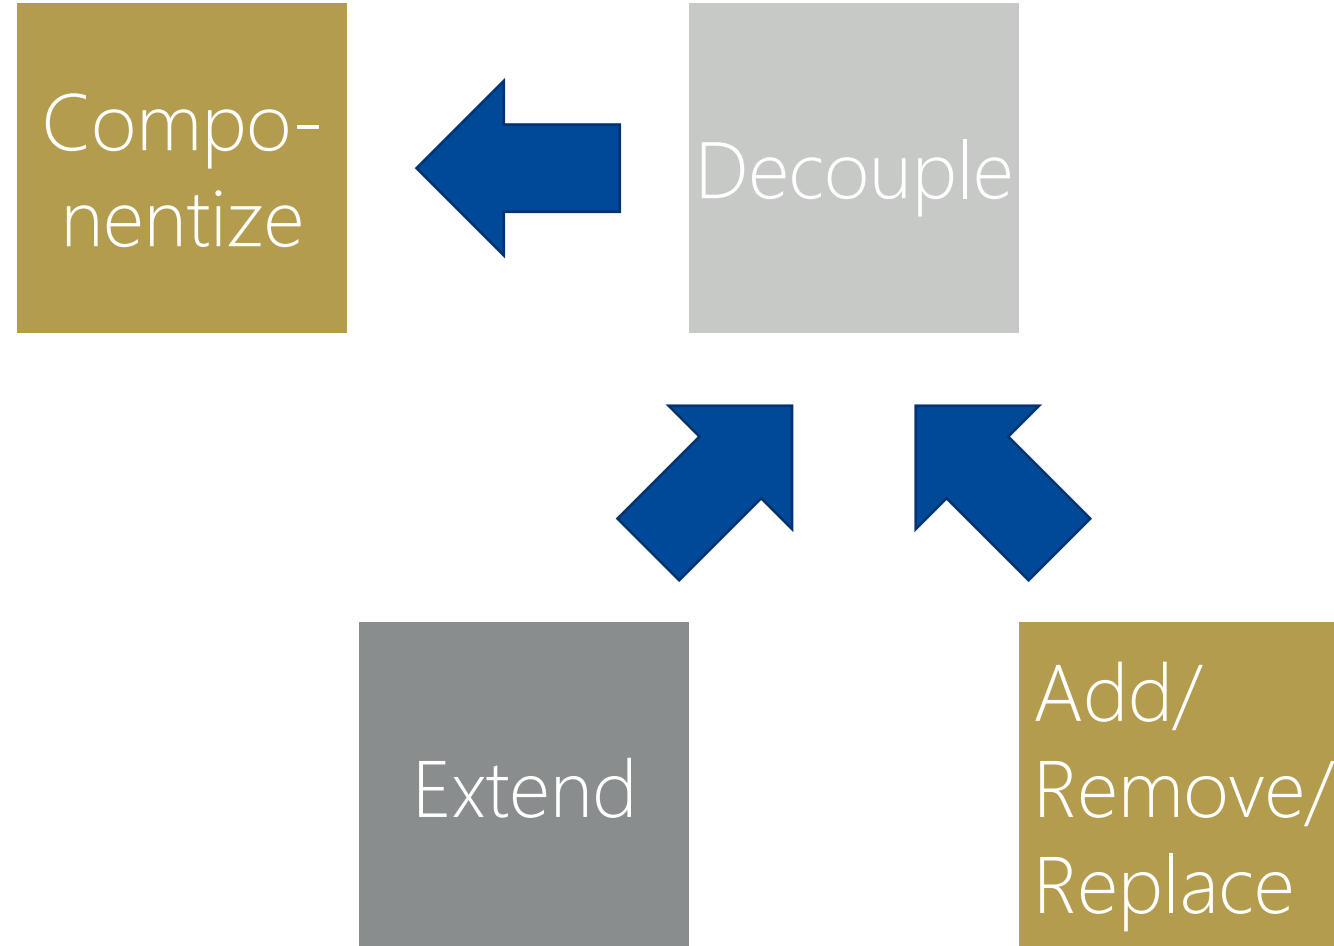 Compo-
nentize
Decouple
Extend
Add/
Remove/
Replace